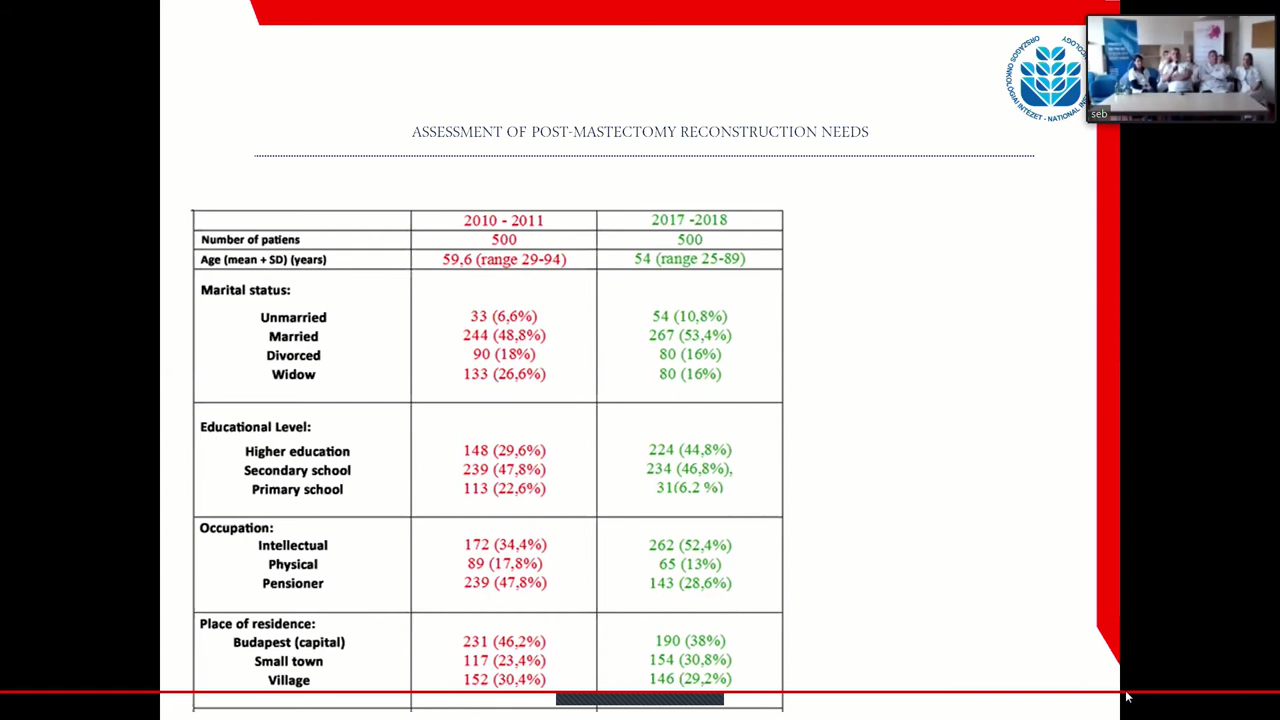 ORSZÁGOS ONKOLÓGIAI INTÉZET - NATIONAL
ASSESSMENT OF POST-MASTECTOMY RECONSTRUCTION NEEDS
seb
2010 - 2011 2017 -2018
Number of patiens 500 500
Age (mean + SD) (years) 59,6 (range 29-94) 54 (range 25-89)
Marital status:
Unmarried 33 (6,6%) 54 (10,8%)
Married 244 (48,8%) 267 (53,4%)
Divorced 90 (18%) 80 (16%)
Widow 133 (26,6%) 80 (16%)
Educational Level:
Higher education 148 (29,6%) 224 (44,8%)
Secondary school 239 (47,8%) 234 (46,8%),
Primary school 113 (22,6%) 31(6,2 %)
Occupation:
Intellectual 172 (34,4%) 262 (52,4%)
Physical 89 (17,8%) 65 (13%)
Pensioner 239 (47,8%) 143 (28,6%)
Place of residence:
Budapest (capital) 231 (46,2%) 190 (38%)
Small town 117 (23,4%) 154 (30,8%)
Village 152 (30,4%) 146 (29,2%)